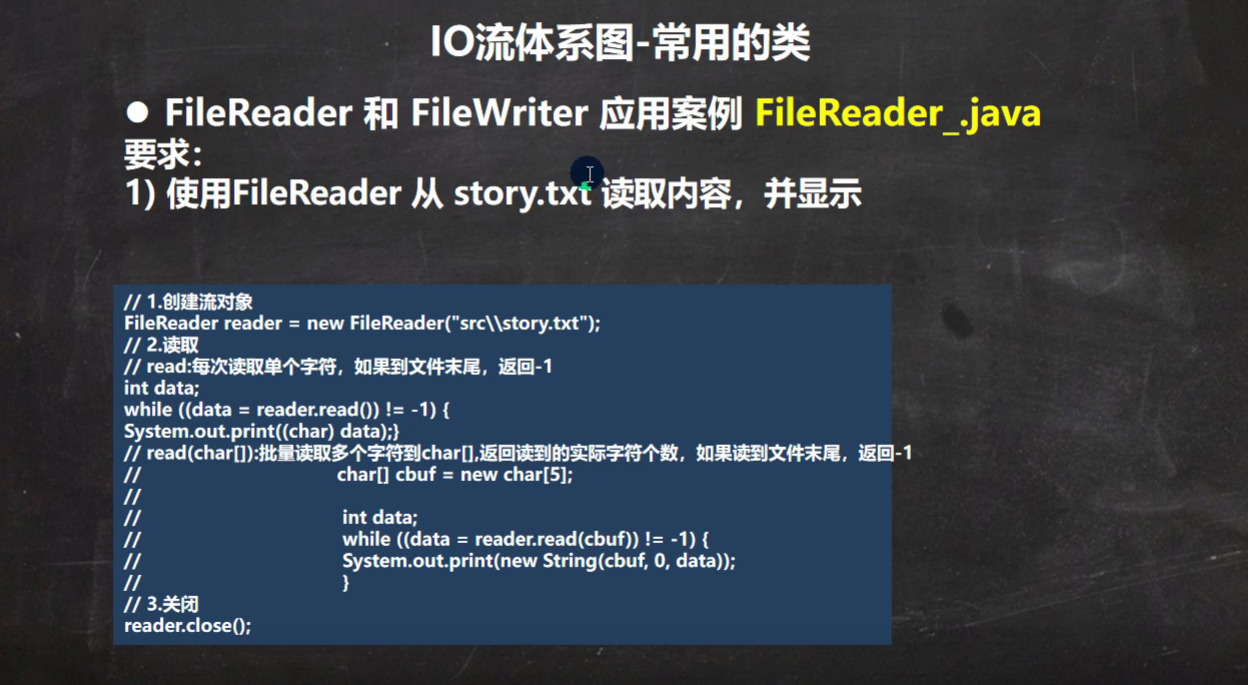 IO流体系图-常用的类
● FileReader 和 FileWriter 应用案例 FileReader_.java
要求：
1) 使用FileReader 从 story.txt 读取内容，并显示
// 1.创建流对象
FileReader reader = new FileReader("src\\story.txt");
// 2.读取
// read:每次读取单个字符，如果到文件末尾，返回-1
int data;
while ((data = reader.read()) != -1) {
System.out.print((char) data);}
// read(char[]):批量读取多个字符到char[],返回读到的实际字符个数，如果读到文件末尾，返回-1
// char[] cbuf = new char[5];
//
// int data;
// while ((data = reader.read(cbuf)) != -1) {
// System.out.print(new String(cbuf, 0, data));
// }
// 3.关闭
reader.close();